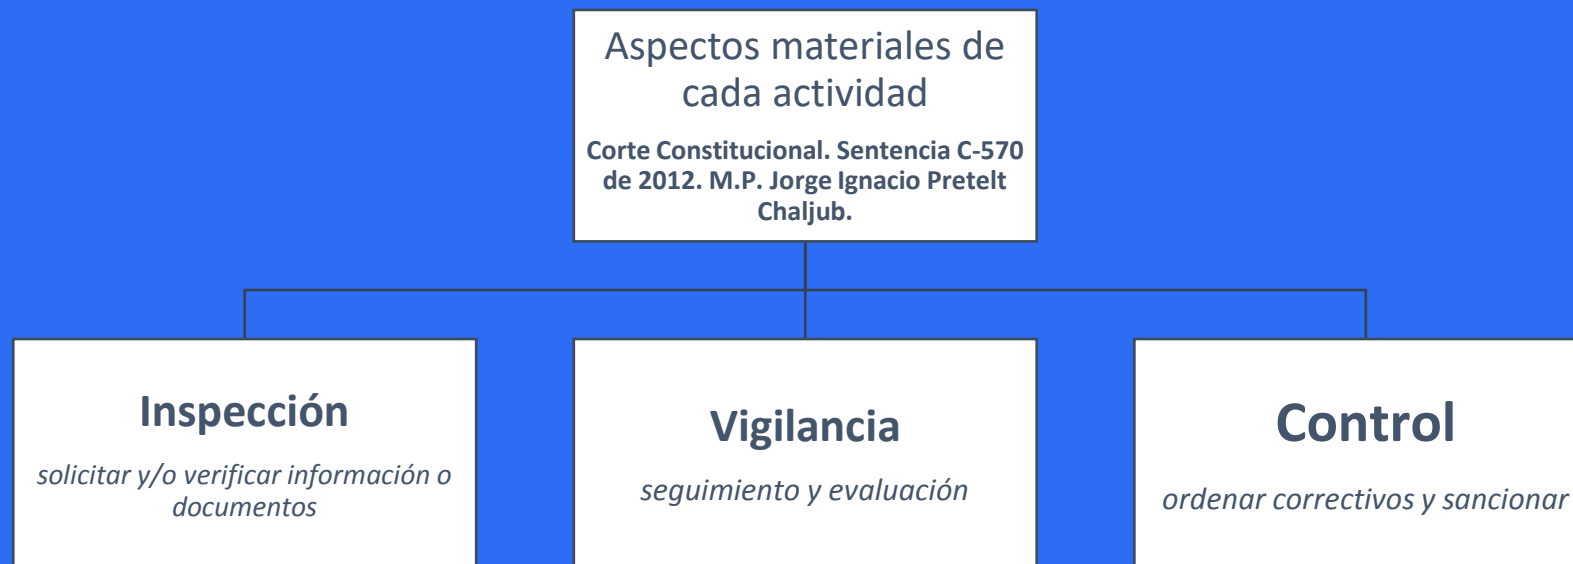 Aspectos materiales de
cada actividad
Corte Constitucional. Sentencia C-570
de 2012. M.P. Jorge Ignacio Pretelt
Chaljub.
Inspección
solicitar y/o verificar información o
documentos
Vigilancia
seguimiento y evaluación
Control
ordenar correctivos y sancionar